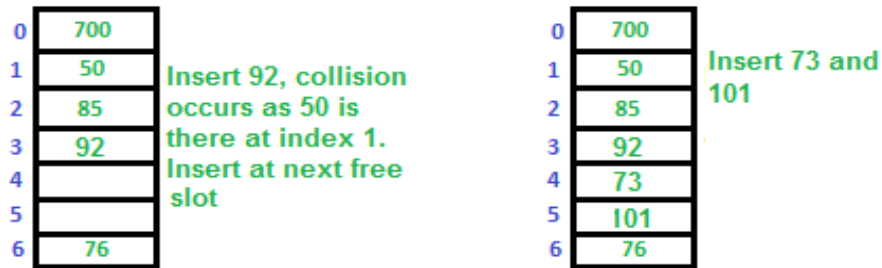 0 700
1 50
2 85
3 92
4
5
6 76
Insert 92, collision
occurs as 50 is
there at index 1.
Insert at next free
slot
0 700
1 50
2 85
3 92
4 73
5 101
6 76
Insert 73 and
101